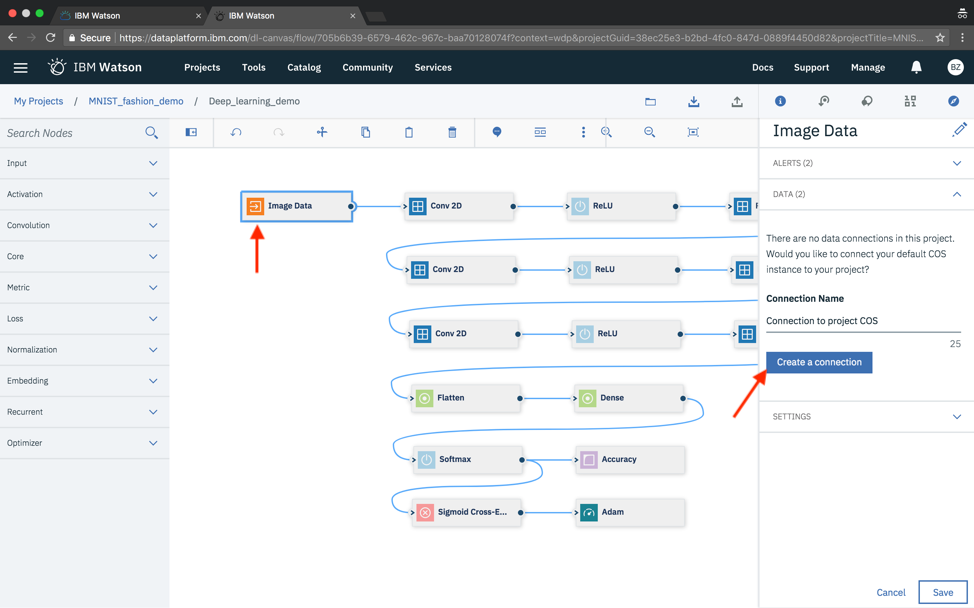 IBM Watson
IBM Watson
Secure https://dataplatform.ibm.com/dl-canvas/flow/705b6b39-6579-462c-967c-baa70128074f?context=wdp&projectGuid=38ec25e3-b2bd-4fc0-847d-0889f4450d82&projectTitle=MNIS...
IBM Watson Projects Tools Catalog Community Services Docs Support Manage BZ
My Projects / MNIST_fashion_demo / Deep_learning_demo
Search Nodes
Input
Activation
Convolution
Core
Metric
Loss
Normalization
Embedding
Recurrent
Optimizer
Image Data Conv 2D ReLU
Conv 2D ReLU
Conv 2D ReLU
Flatten Dense
Softmax Accuracy
Sigmoid Cross-E... Adam
Image Data
ALERTS (2)
DATA (2)
There are no data connections in this project.
Would you like to connect your default COS
instance to your project?
Connection Name
Connection to project COS
25
Create a connection
SETTINGS
Cancel Save